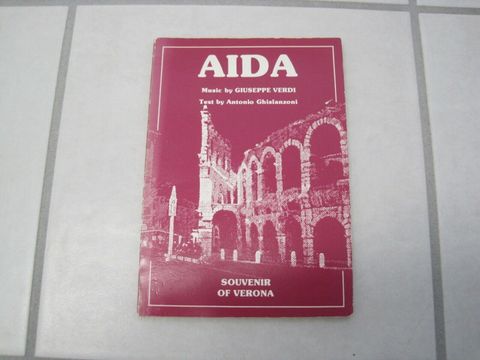 AIDA
Music by GIUSEPPE VERDI
Text by Antonio Ghislanzoni
SOUVENIR
OF VERONA